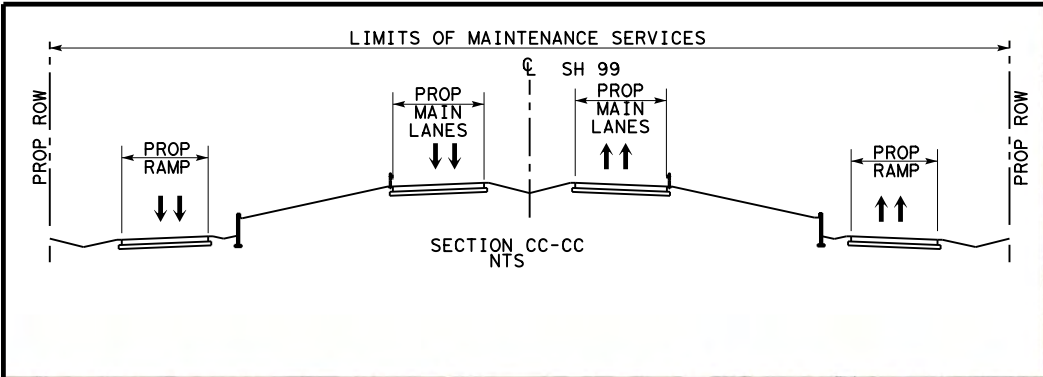 LIMITS OF MAINTENANCE SERVICES
℄ SH 99
PROP ROW
PROP
RAMP
PROP
MAIN
LANES
PROP
MAIN
LANES
PROP
RAMP
PROP ROW
SECTION CC-CC
NTS